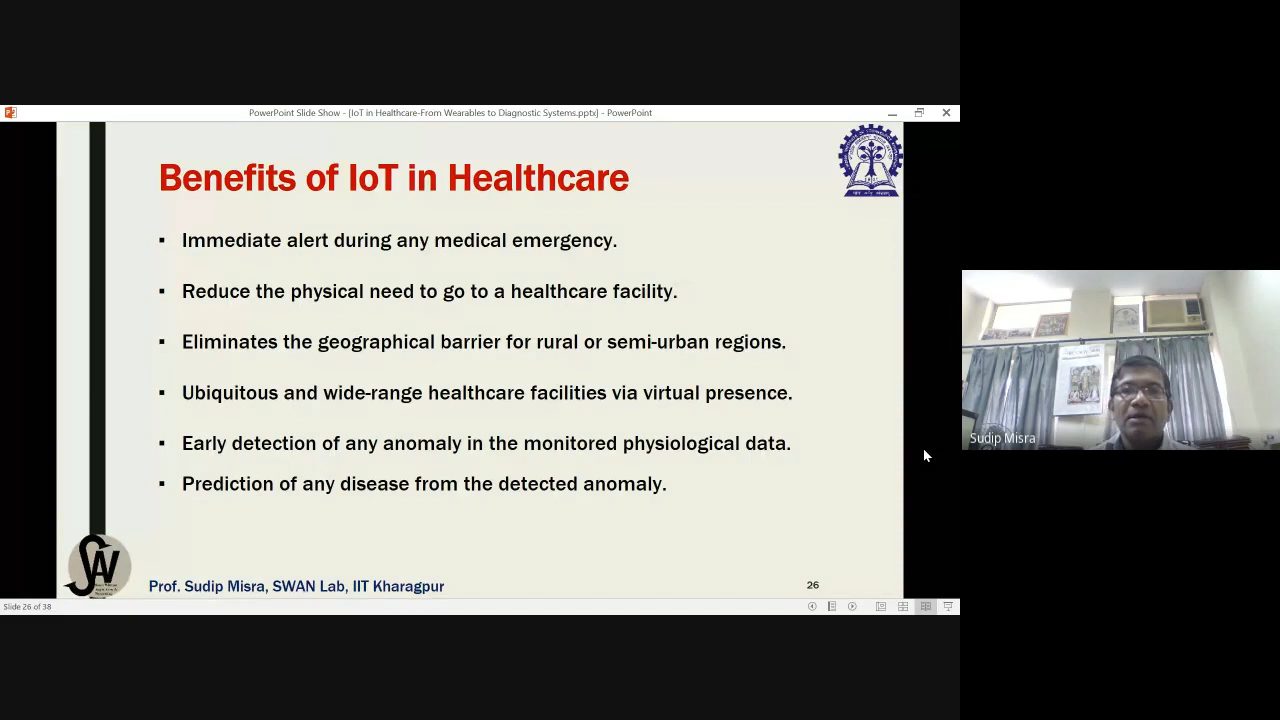 PowerPoint Slide Show - [IoT in Healthcare-From Wearables to Diagnostic Systems.pptx] - PowerPoint
Benefits of IoT in Healthcare
▪ Immediate alert during any medical emergency.
▪ Reduce the physical need to go to a healthcare facility.
▪ Eliminates the geographical barrier for rural or semi-urban regions.
▪ Ubiquitous and wide-range healthcare facilities via virtual presence.
▪ Early detection of any anomaly in the monitored physiological data.
▪ Prediction of any disease from the detected anomaly.
Prof. Sudip Misra, SWAN Lab, IIT Kharagpur
26
Slide 26 of 38
Sudip Misra